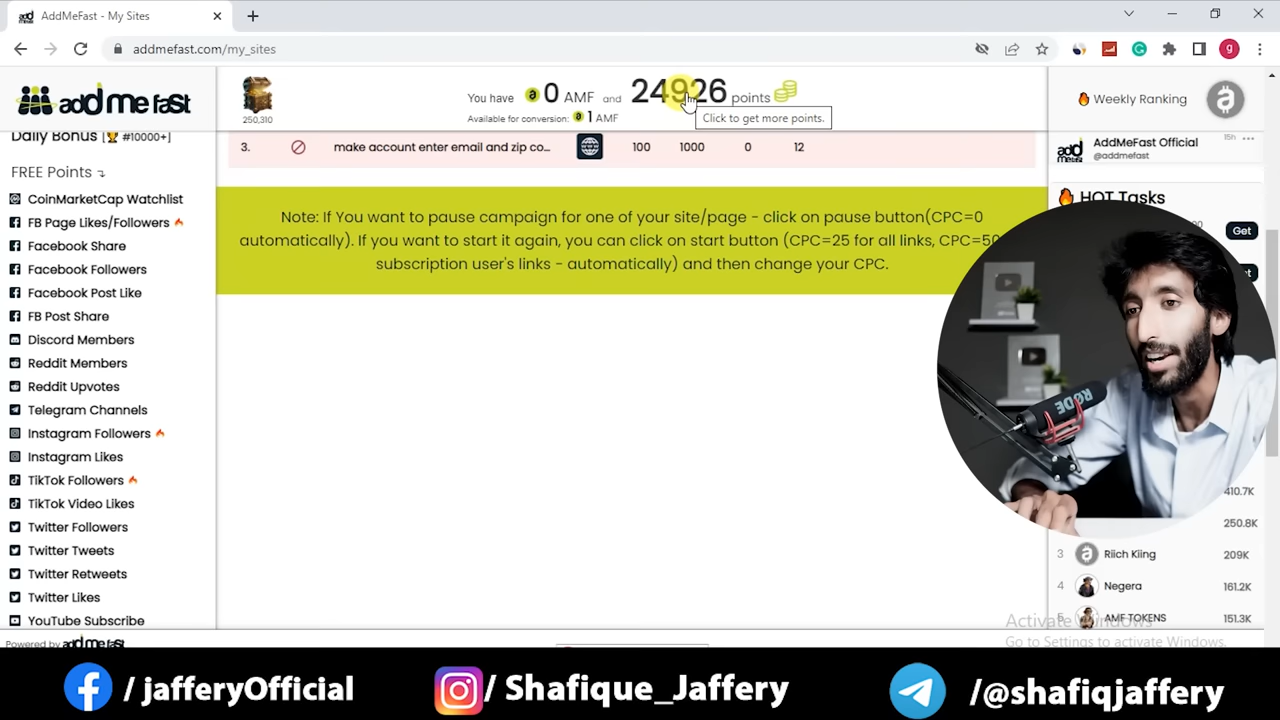 AddMeFast - My Sites
addmefast.com/my_sites
g
add me fast
250,310
You have 0 AMF and 24926 points
Available for conversion: 1 AMF
Click to get more points.
Weekly Ranking
Daily Bonus [🏆 #10000+]
FREE Points
CoinMarketCap Watchlist
FB Page Likes/Followers
Facebook Share
Facebook Followers
Facebook Post Like
FB Post Share
Discord Members
Reddit Members
Reddit Upvotes
Telegram Channels
Instagram Followers
Instagram Likes
TikTok Followers
TikTok Video Likes
Twitter Followers
Twitter Tweets
Twitter Retweets
Twitter Likes
YouTube Subscribe
Powered by add me fast
3. make account enter email and zip co... 100 1000 0 12
Note: If You want to pause campaign for one of your site/page - click on pause button(CPC=0
automatically). If you want to start it again, you can click on start button (CPC=25 for all links, CPC=50
subscription user's links - automatically) and then change your CPC.
AddMeFast Official 15h
@addmefast
HOT Tasks
Get
RØDE
410.7K
250.8K
3 Riich Kiing 209K
4 Negera 161.2K
5 AMF TOKENS 151.3K
Activate Windows
Go to Settings to activate Windows.
/ jafferyOfficial
/ Shafique_Jaffery
/@shafiqjaffery